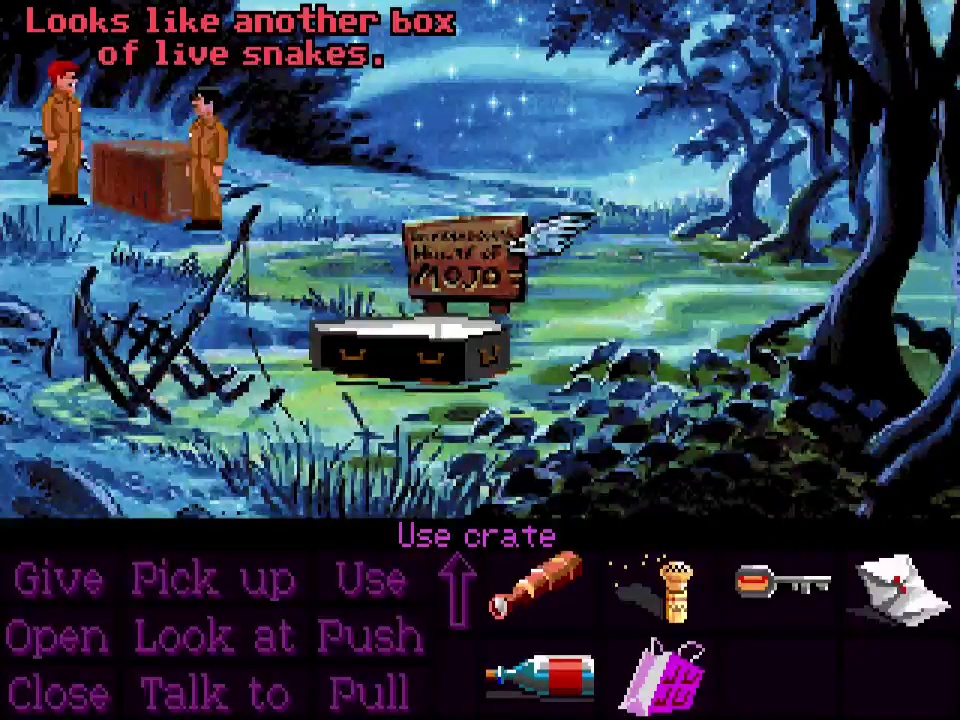 Looks like another box
of live snakes.
HOUSE OF
MOJO
Use crate
Give Pick up Use
Open Look at Push
Close Talk to Pull